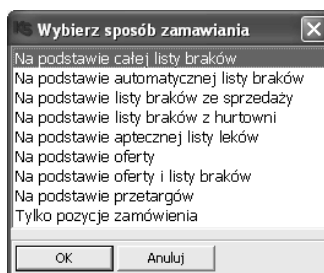 KS Wybierz sposób zamawiania
Na podstawie całej listy braków
Na podstawie automatycznej listy braków
Na podstawie listy braków ze sprzedaży
Na podstawie listy braków z hurtowni
Na podstawie aptecznej listy leków
Na podstawie oferty
Na podstawie oferty i listy braków
Na podstawie przetargów
Tylko pozycje zamówienia
OK Anuluj